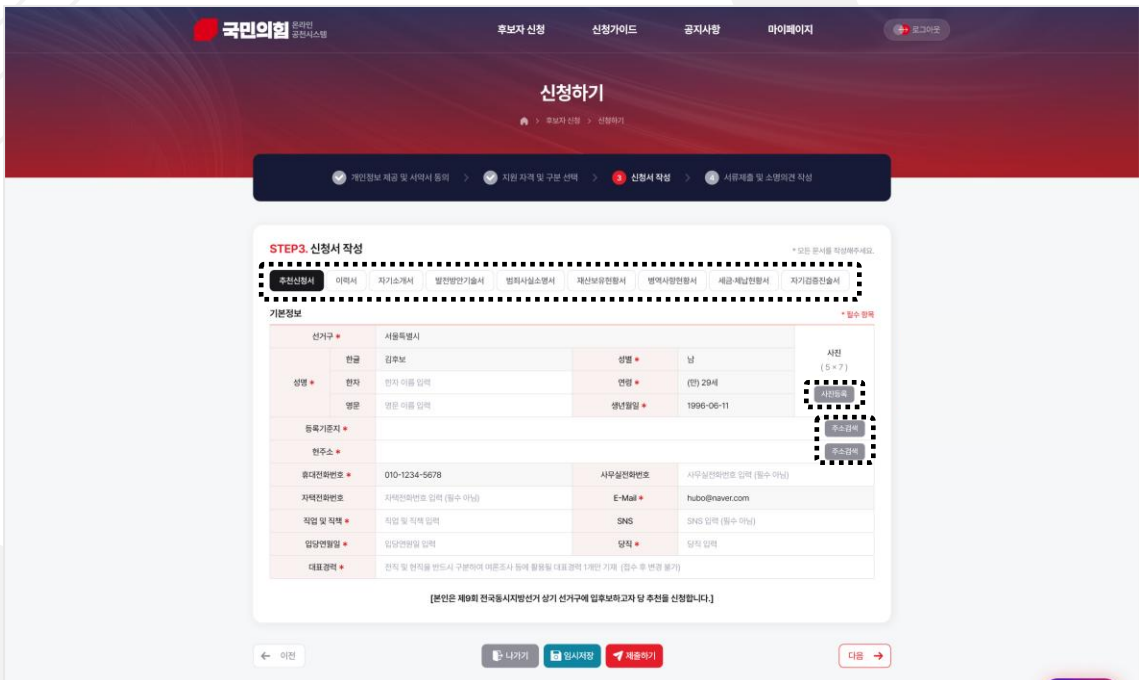 국민의힘 온라인 공천시스템
후보자 신청 신청가이드 공지사항 마이페이지 로그아웃
신청하기
후보자 신청 > 신청하기
개인정보 제공 및 서약서 동의 > 지원 자격 및 구분 선택 > 3 신청서 작성 > 4 서류제출 및 소명의견 작성
STEP3. 신청서 작성 * 모든 문서를 작성해주세요.
추천신청서 이력서 자기소개서 발전방안기술서 범죄사실소명서 재산보유현황서 병역사항현황서 세금·체납현황서 자기검증진술서
기본정보 * 필수 항목
선거구 * 서울특별시
사진
(5×7)
사진등록
성명 * 한글 김후보 성별 * 남
한자 한자 이름 입력 연령 * (만) 29세
영문 영문 이름 입력 생년월일 * 1996-06-11
등록기준지 * 주소검색
현주소 * 주소검색
휴대전화번호 * 010-1234-5678 사무실전화번호 사무실전화번호 입력 (필수 아님)
자택전화번호 자택전화번호 입력 (필수 아님) E-Mail * hubo@naver.com
직업 및 직책 * 직업 및 직책 입력 SNS SNS 입력 (필수 아님)
입당연월일 * 입당연원일 입력 당직 * 당직 입력
대표경력 * 전직 및 현직을 반드시 구분하여 여론조사 등에 활용될 대표경력 1개만 기재 (접수 후 변경 불가)
[본인은 제9회 전국동시지방선거 상기 선거구에 입후보하고자 당 추천을 신청합니다.]
← 이전 나가기 임시저장 제출하기 다음 →